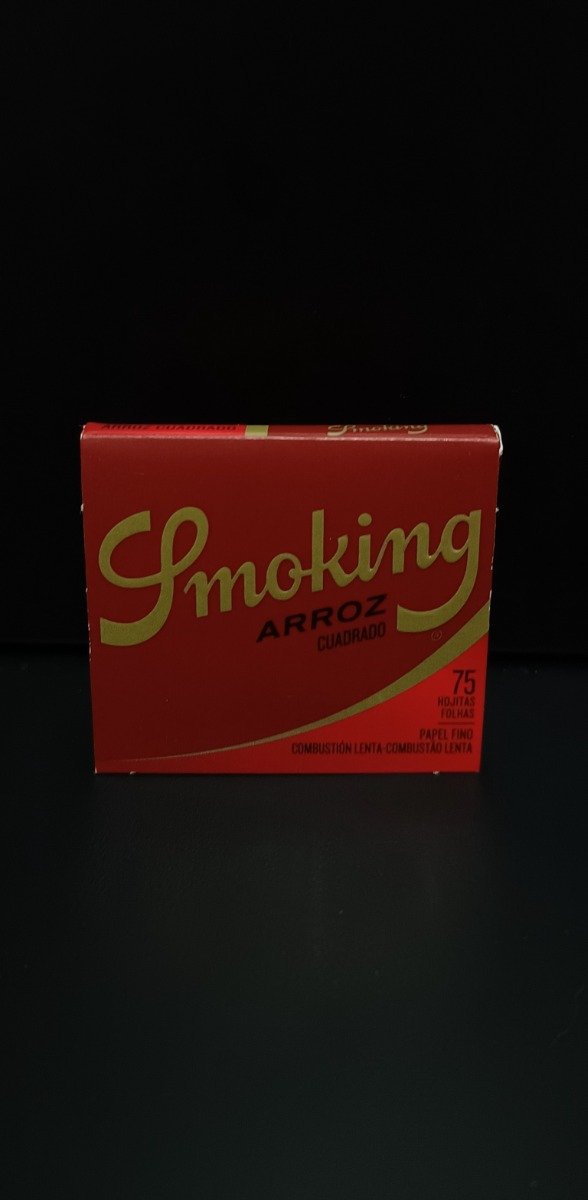 ARROZ CUADRADO Smoking
Smoking
ARROZ
CUADRADO
®
75
HOJITAS
FOLHAS
PAPEL FINO
COMBUSTIÓN LENTA-COMBUSTÃO LENTA